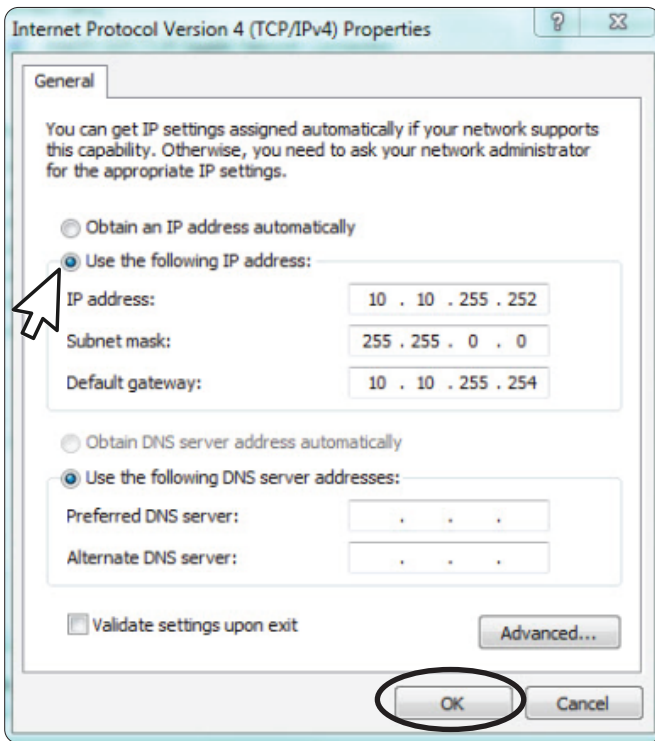 Internet Protocol Version 4 (TCP/IPv4) Properties
General
You can get IP settings assigned automatically if your network supports
this capability. Otherwise, you need to ask your network administrator
for the appropriate IP settings.
Obtain an IP address automatically
Use the following IP address:
IP address: 10 . 10 . 255 . 252
Subnet mask: 255 . 255 . 0 . 0
Default gateway: 10 . 10 . 255 . 254
Obtain DNS server address automatically
Use the following DNS server addresses:
Preferred DNS server: . . .
Alternate DNS server: . . .
Validate settings upon exit
Advanced...
OK Cancel